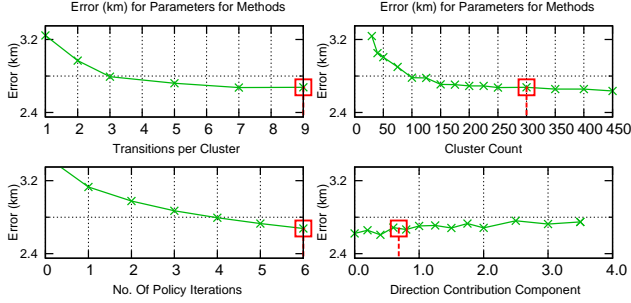 Error (km) for Parameters for Methods
Error (km)
3.2
2.4
1 2 3 4 5 6 7 8 9
Transitions per Cluster
Error (km) for Parameters for Methods
Error (km)
3.2
2.4
0 50 100 150 200 250 300 350 400 450
Cluster Count
Error (km)
3.2
2.4
0 1 2 3 4 5 6
No. Of Policy Iterations
Error (km)
3.2
2.4
0.0 1.0 2.0 3.0 4.0
Direction Contribution Component